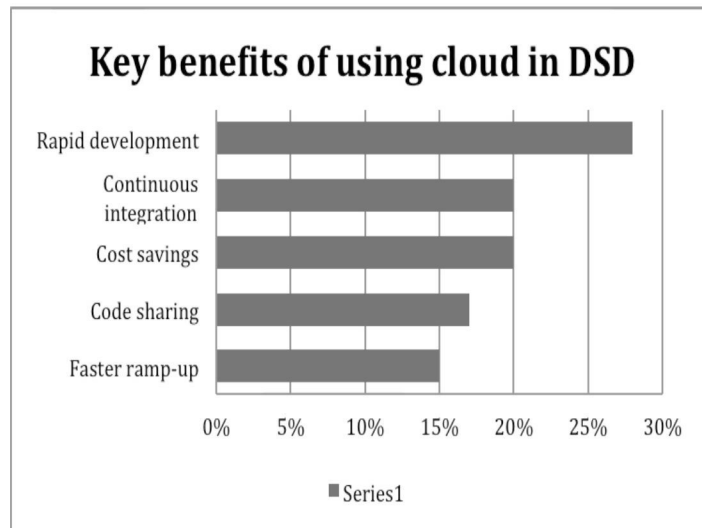 Key benefits of using cloud in DSD
Rapid development
Continuous
integration
Cost savings
Code sharing
Faster ramp-up
0% 5% 10% 15% 20% 25% 30%
Series1